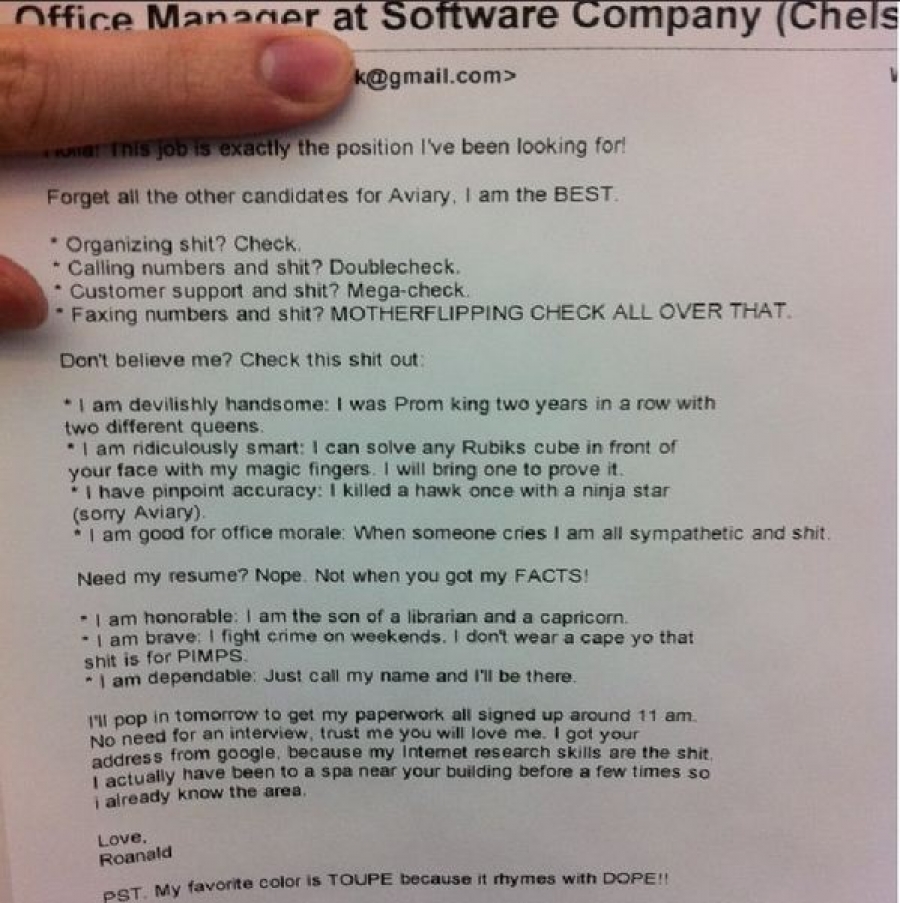 Office Manager at Software Company (Chels
k@gmail.com>
Holla! This job is exactly the position I've been looking for!
Forget all the other candidates for Aviary, I am the BEST.
* Organizing shit? Check.
* Calling numbers and shit? Doublecheck.
* Customer support and shit? Mega-check.
* Faxing numbers and shit? MOTHERFLIPPING CHECK ALL OVER THAT.
Don't believe me? Check this shit out:
* I am devilishly handsome: I was Prom king two years in a row with
two different queens.
* I am ridiculously smart: I can solve any Rubiks cube in front of
your face with my magic fingers. I will bring one to prove it.
* I have pinpoint accuracy: I killed a hawk once with a ninja star
(sorry Aviary).
* I am good for office morale: When someone cries I am all sympathetic and shit.
Need my resume? Nope. Not when you got my FACTS!
* I am honorable: I am the son of a librarian and a capricorn.
* I am brave: I fight crime on weekends. I don't wear a cape yo that
shit is for PIMPS.
* I am dependable: Just call my name and I'll be there.
I'll pop in tomorrow to get my paperwork all signed up around 11 am.
No need for an interview, trust me you will love me. I got your
address from google, because my Internet research skills are the shit.
I actually have been to a spa near your building before a few times so
i already know the area.
Love,
Roanald
PST. My favorite color is TOUPE because it rhymes with DOPE!!